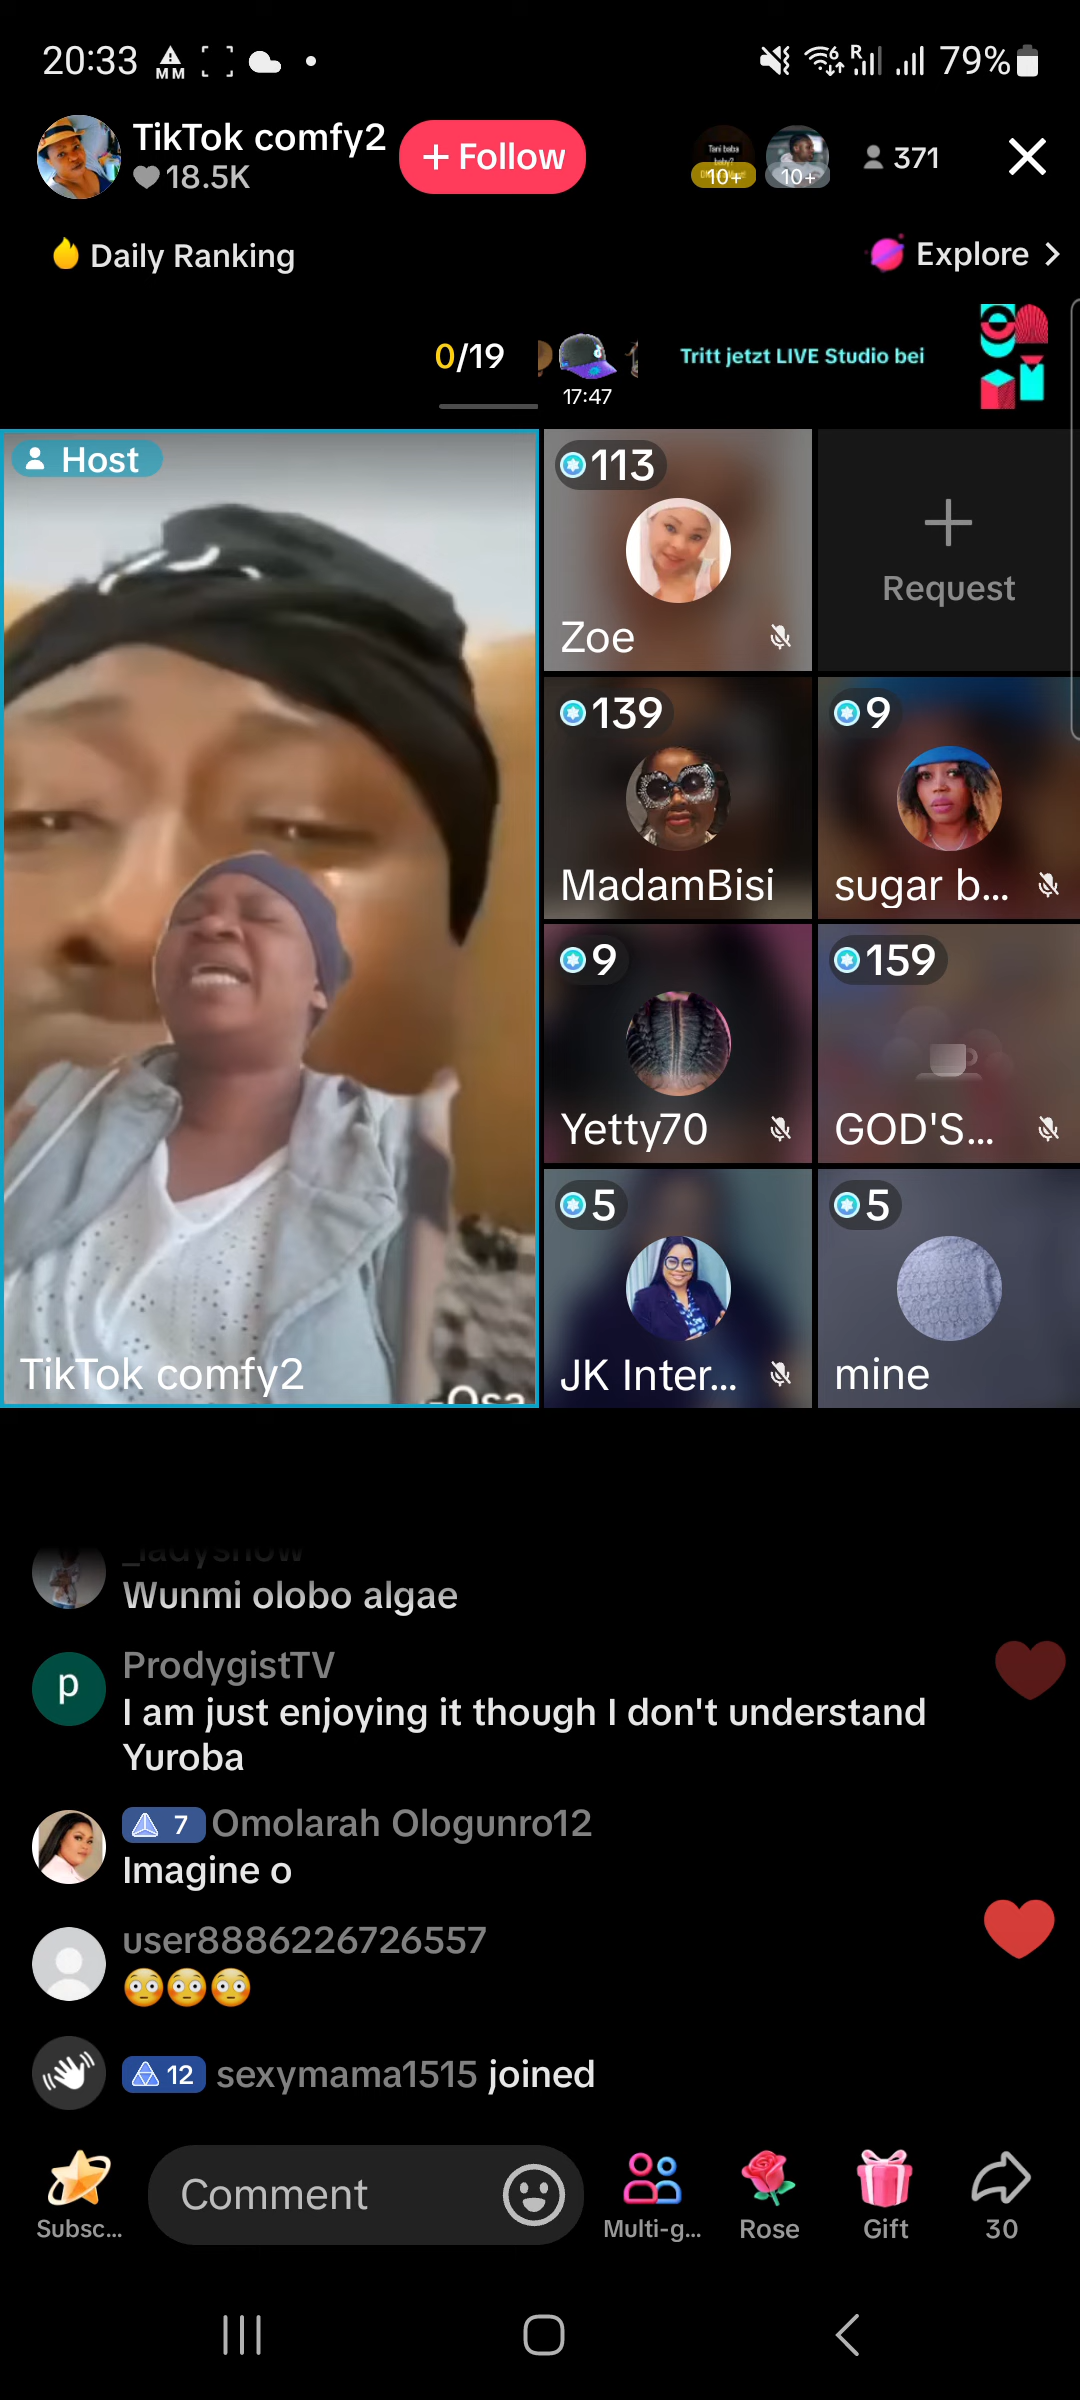 20:33
MM
R
79%
TikTok comfy2
18.5K
+ Follow
10+
10+
371
Daily Ranking
Explore
0/19
17:47
Tritt jetzt LIVE Studio bei
Host
113
Zoe
Request
139
MadamBisi
9
sugar b...
9
Yetty70
159
GOD'S...
5
JK Inter...
5
mine
TikTok comfy2
-Osa
_ladyshow
Wunmi olobo algae
p
ProdygistTV
I am just enjoying it though I don't understand
Yuroba
7 Omolarah Ologunro12
Imagine o
user8886226726557
😳😳😳
12 sexymama1515 joined
Subsc...
Comment
Multi-g...
Rose
Gift
30